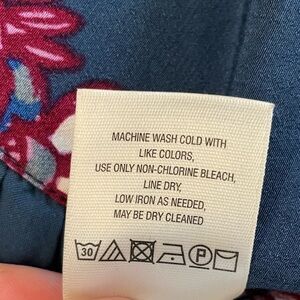 MACHINE WASH COLD WITH
LIKE COLORS,
USE ONLY NON-CHLORINE BLEACH,
LINE DRY,
LOW IRON AS NEEDED,
MAY BE DRY CLEANED
30 P